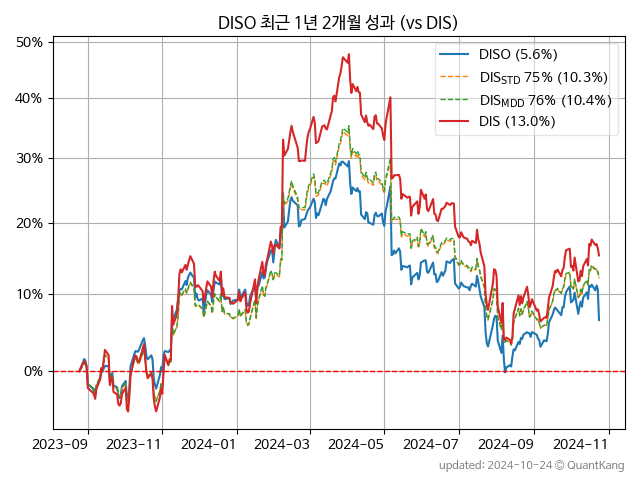 DISO 최근 1년 2개월 성과 (vs DIS)
50%
40%
30%
20%
10%
0%
DISO (5.6%)
DIS_STD 75% (10.3%)
DIS_MDD 76% (10.4%)
DIS (13.0%)
2023-09 2023-11 2024-01 2024-03 2024-05 2024-07 2024-09 2024-11
updated: 2024-10-24 © QuantKang